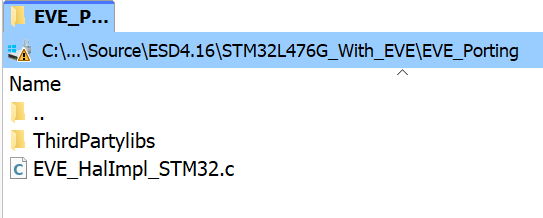 EVE_P...
C:\...\Source\ESD4.16\STM32L476G_With_EVE\EVE_Porting
Name
..
ThirdPartylibs
EVE_HalImpl_STM32.c